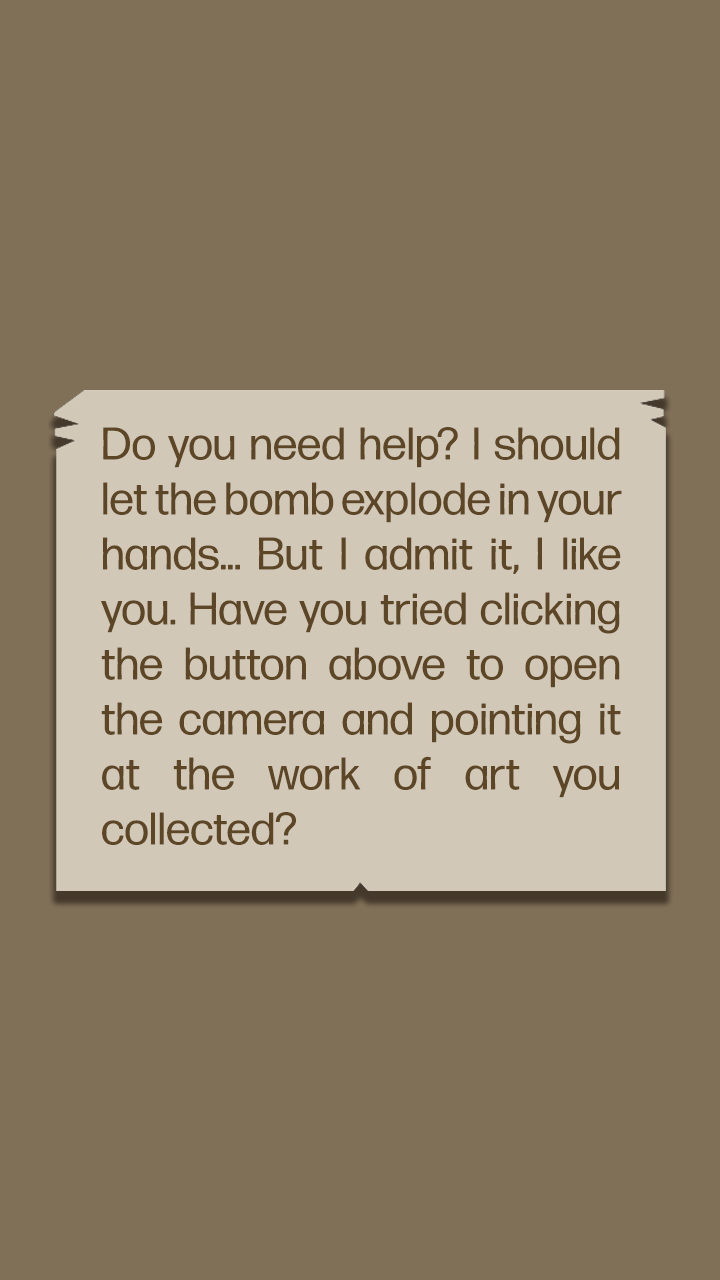 Do you need help? I should
let the bomb explode in your
hands... But I admit it, I like
you. Have you tried clicking
the button above to open
the camera and pointing it
at the work of art you
collected?